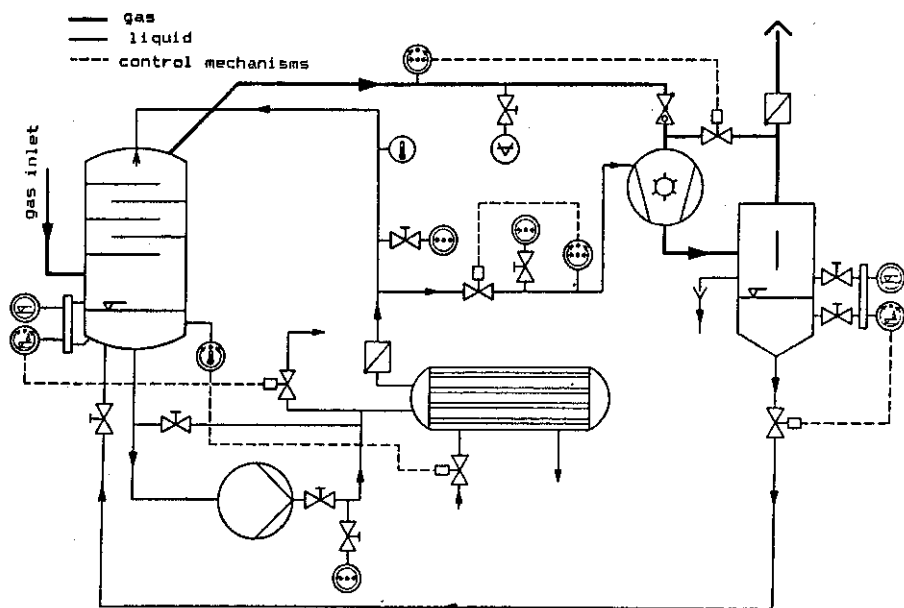 gas
liquid
control mechanisms
gas inlet